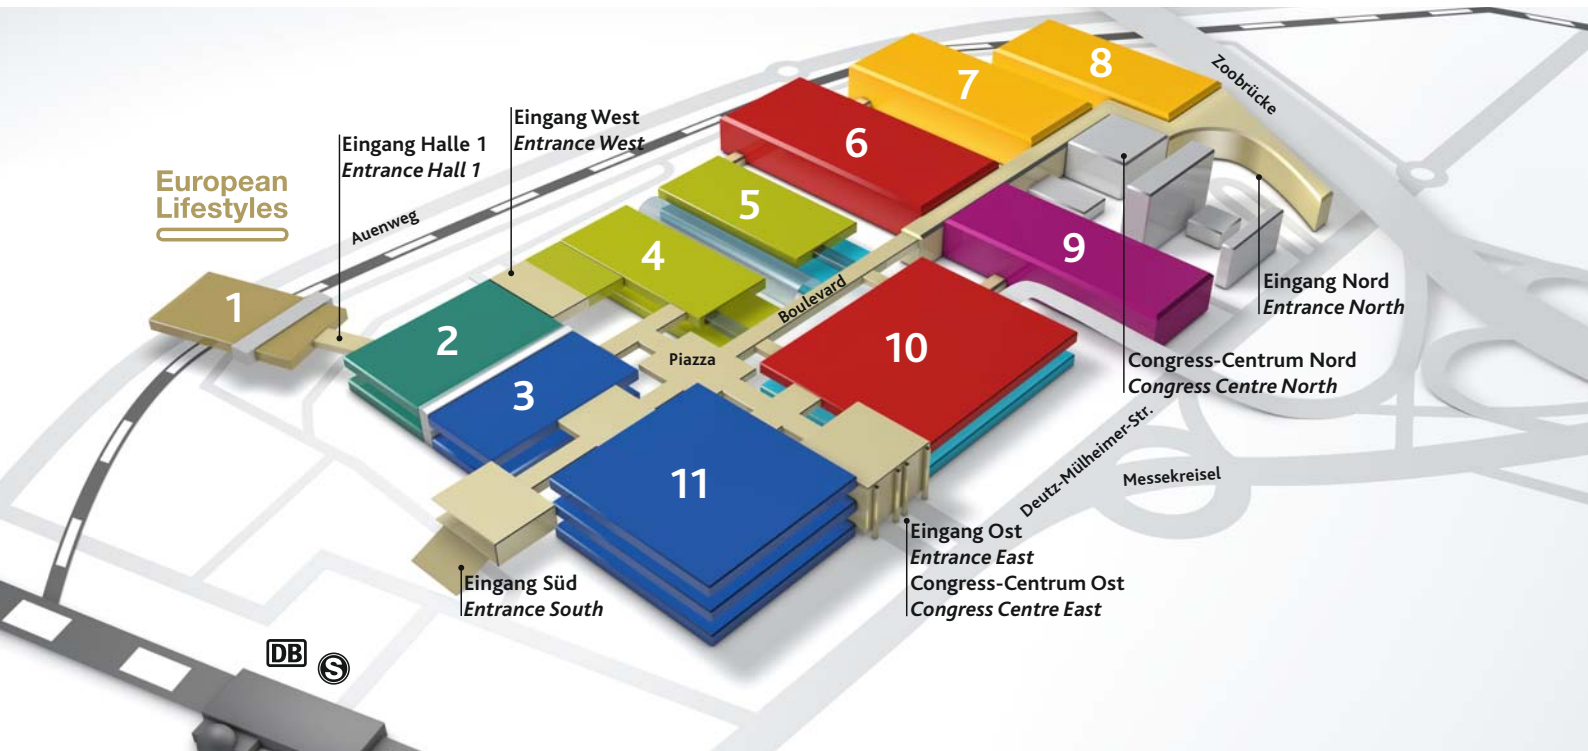 8
Zoobrücke
7
Eingang West
Entrance West
6
Eingang Halle 1
Entrance Hall 1
European
Lifestyles
Auenweg
5
4
9
Boulevard
Eingang Nord
Entrance North
1
2
Piazza
10
Congress-Centrum Nord
Congress Centre North
3
11
Deutz-Mülheimer-Str.
Messekreisel
Eingang Ost
Entrance East
Congress-Centrum Ost
Congress Centre East
Eingang Süd
Entrance South
DB
S